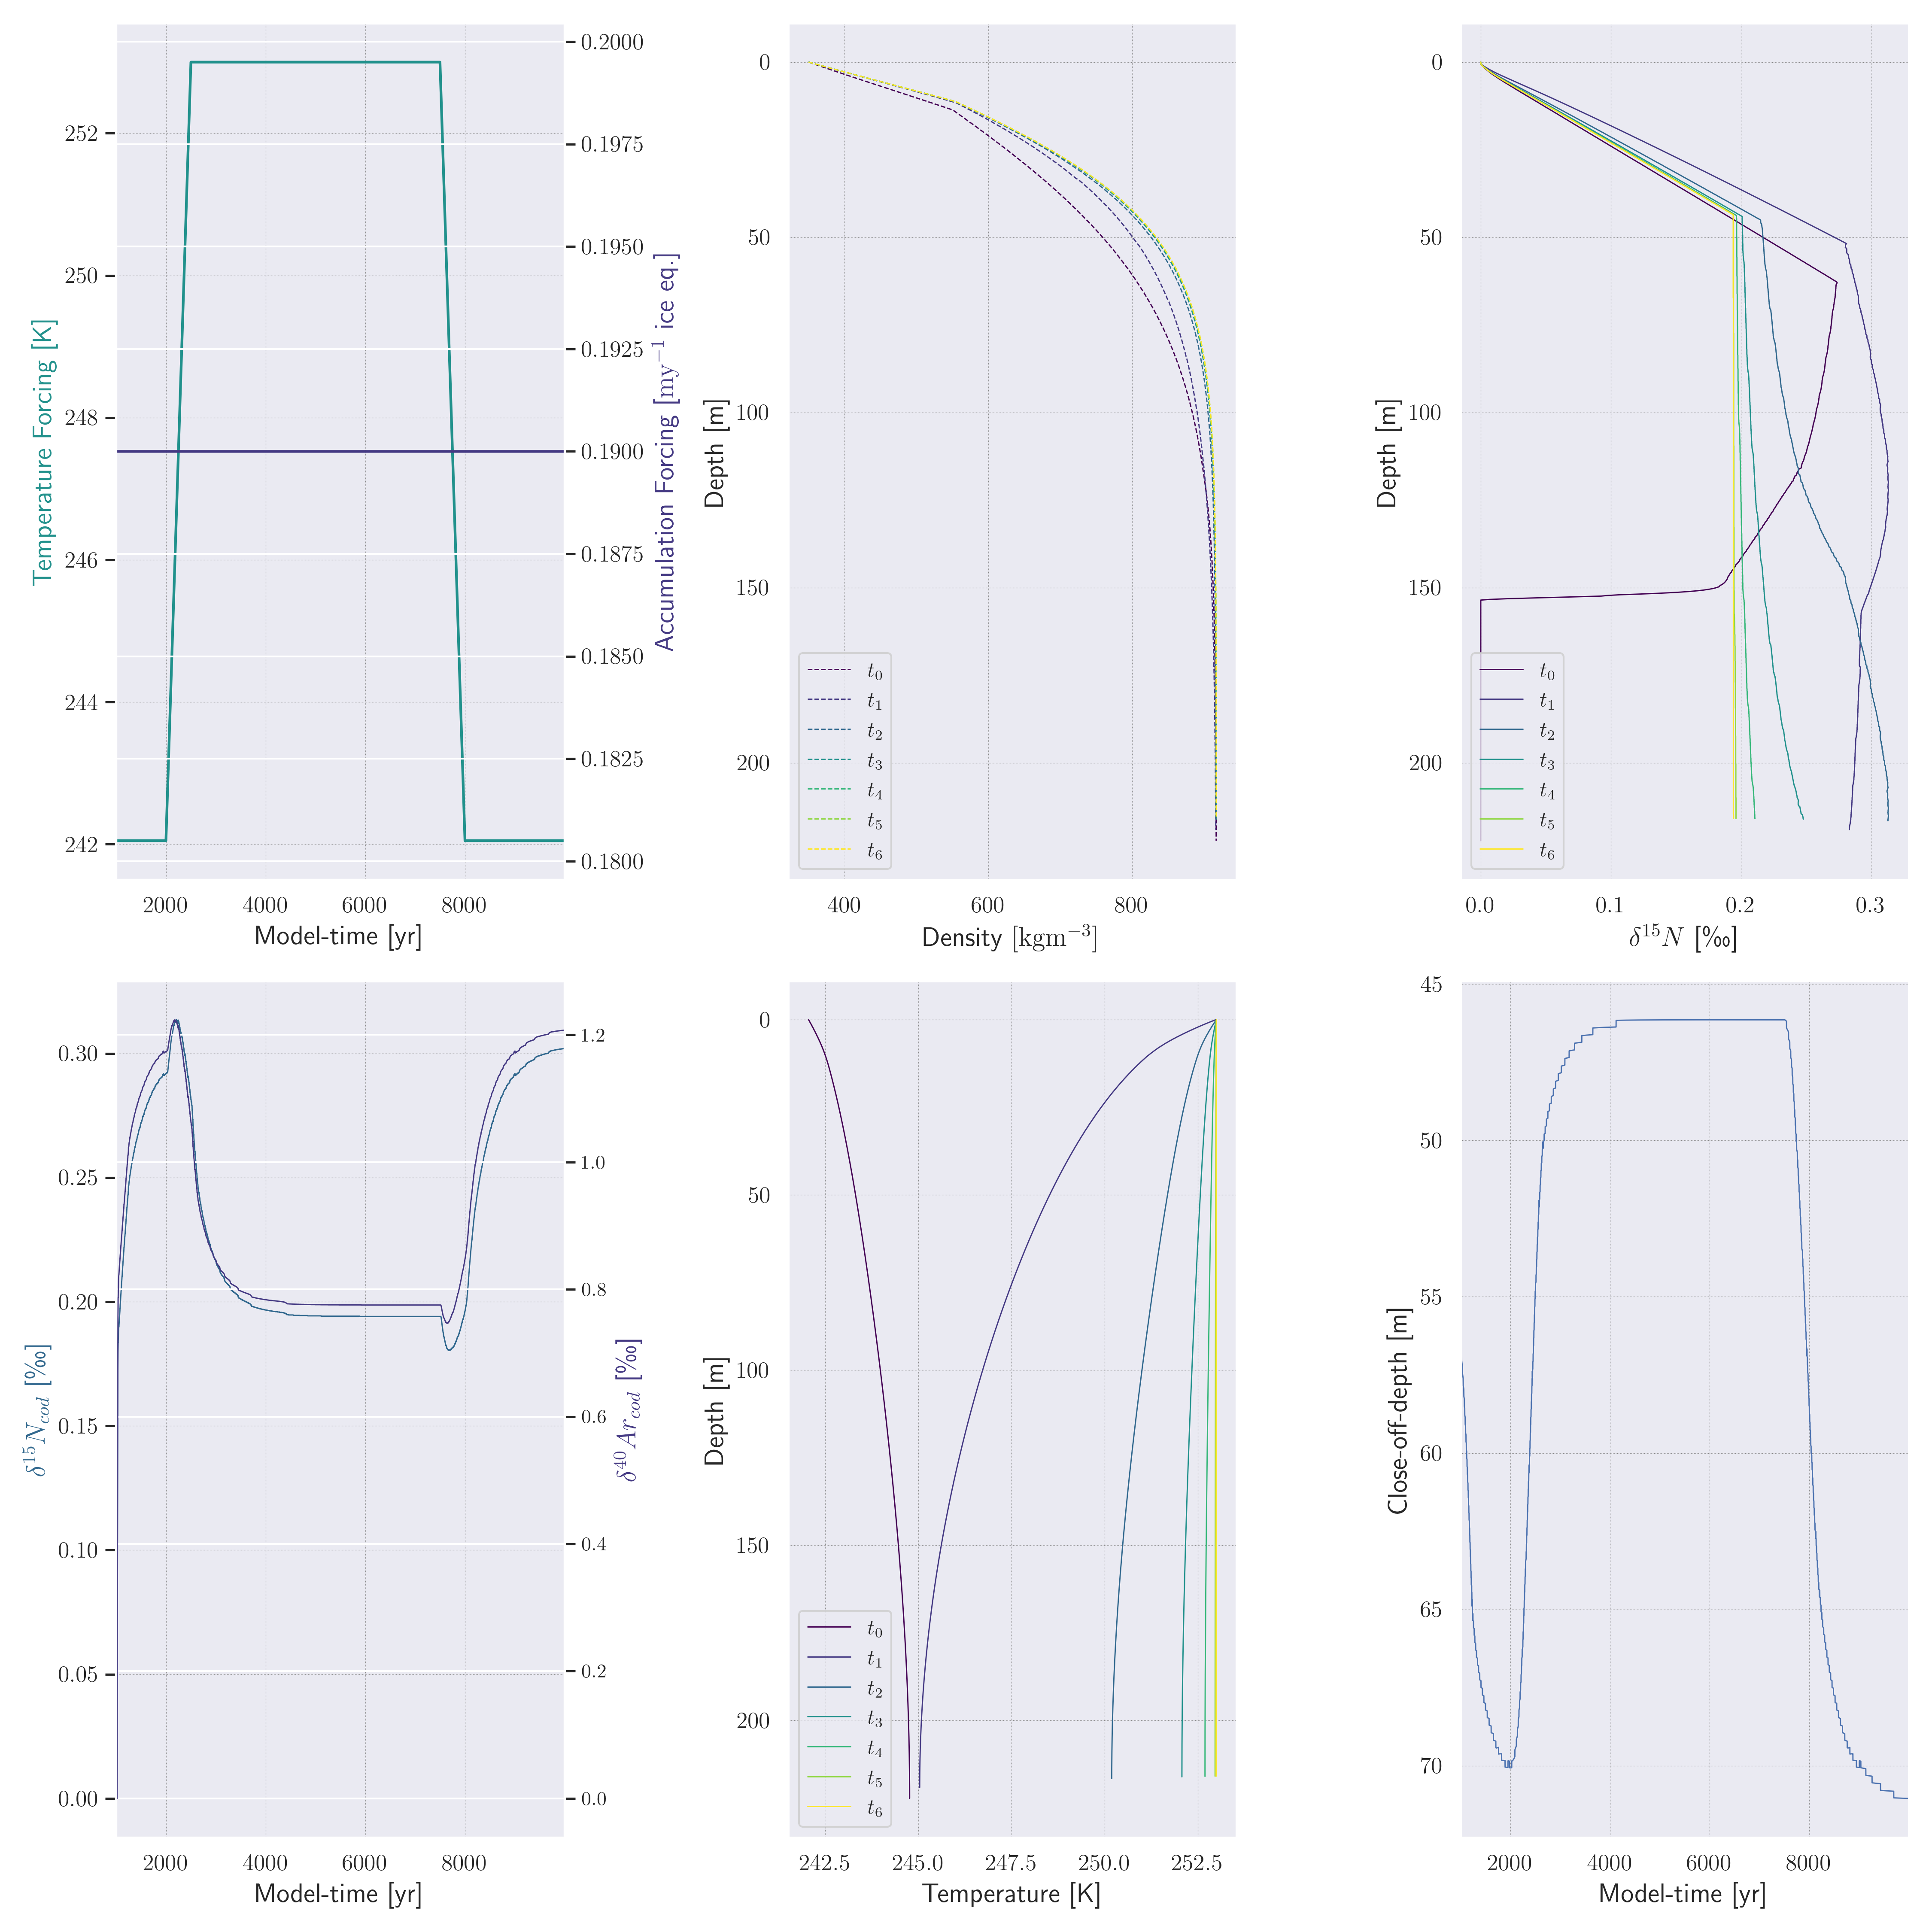 252
250
248
246
244
242
Temperature Forcing [K]
0.2000
0.1975
0.1950
0.1925
0.1900
0.1875
0.1850
0.1825
0.1800
Accumulation Forcing [my⁻¹ ice eq.]
2000 4000 6000 8000
Model-time [yr]
0
50
100
150
200
Depth [m]
t₀
t₁
t₂
t₃
t₄
t₅
t₆
400 600 800
Density [kgm⁻³]
0
50
100
150
200
Depth [m]
t₀
t₁
t₂
t₃
t₄
t₅
t₆
0.0 0.1 0.2 0.3
δ¹⁵N [‰]
0.30
0.25
0.20
0.15
0.10
0.05
0.00
δ¹⁵N_cod [‰]
1.2
1.0
0.8
0.6
0.4
0.2
0.0
δ⁴⁰Ar_cod [‰]
2000 4000 6000 8000
Model-time [yr]
0
50
100
150
200
Depth [m]
t₀
t₁
t₂
t₃
t₄
t₅
t₆
242.5 245.0 247.5 250.0 252.5
Temperature [K]
45
50
55
60
65
70
Close-off-depth [m]
2000 4000 6000 8000
Model-time [yr]